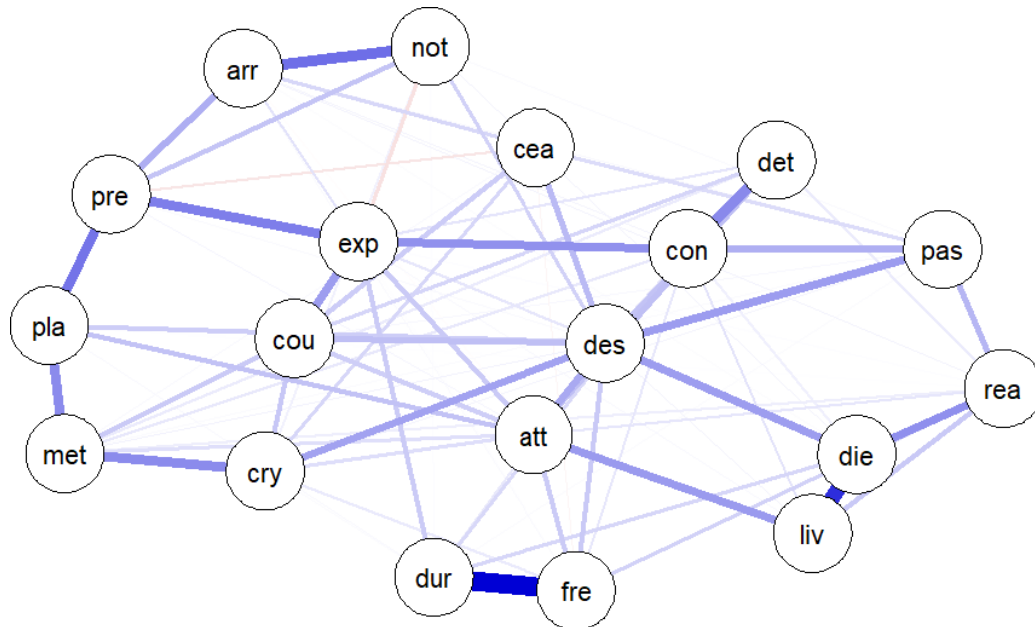 not
arr
cea
det
pre
exp
con
pas
pla
cou
des
rea
att
met
cry
die
liv
dur
fre